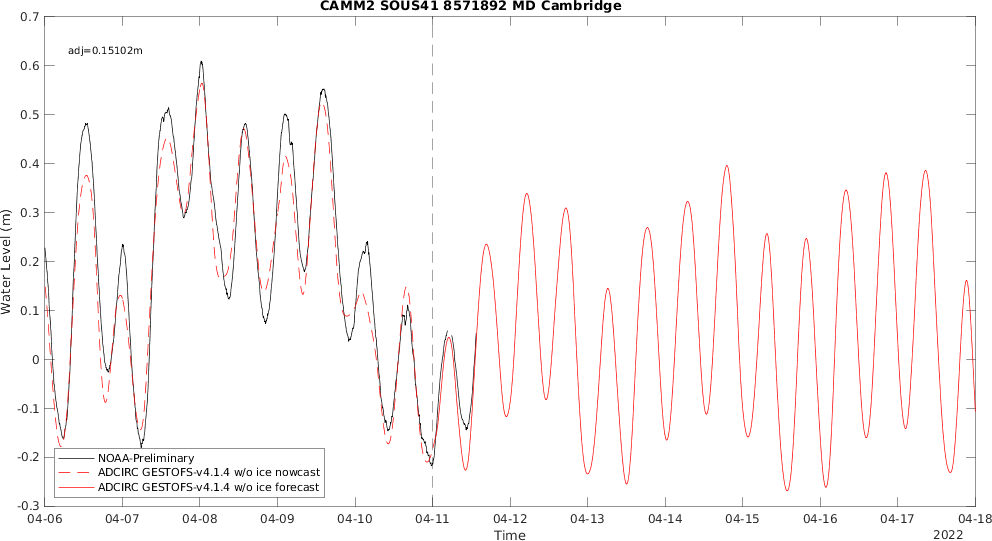 CAMM2 SOUS41 8571892 MD Cambridge
adj=0.15102m
0.7
0.6
0.5
0.4
0.3
0.2
0.1
0
-0.1
-0.2
-0.3
Water Level (m)
NOAA-Preliminary
ADCIRC GESTOFS-v4.1.4 w/o ice nowcast
ADCIRC GESTOFS-v4.1.4 w/o ice forecast
04-06 04-07 04-08 04-09 04-10 04-11 04-12 04-13 04-14 04-15 04-16 04-17 04-18
Time
2022